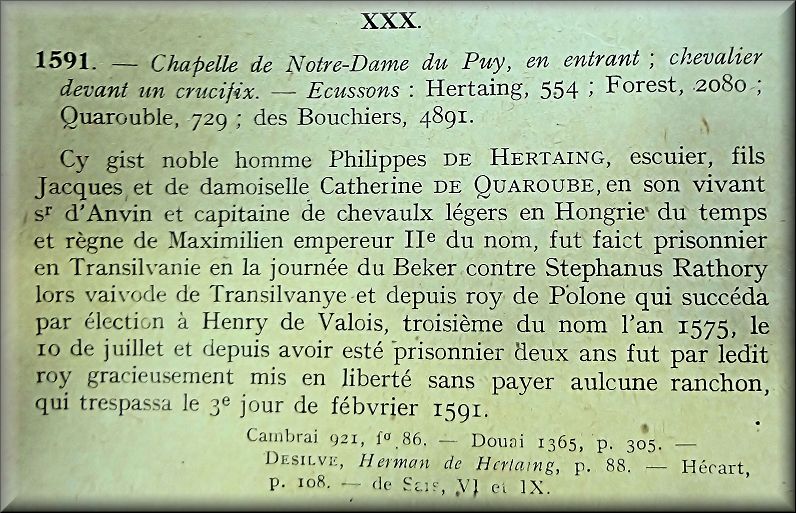 XXX.
1591. — Chapelle de Notre-Dame du Puy, en entrant ; chevalier
devant un crucifix. — Ecussons : Hertaing, 554 ; Forest, 2080 ;
Quarouble, 729 ; des Bouchiers, 4891.
Cy gist noble homme Philippes DE HERTAING, escuier, fils
Jacques et de damoiselle Catherine DE QUAROUBE, en son vivant
sr d'Anvin et capitaine de chevaulx légers en Hongrie du temps
et règne de Maximilien empereur IIe du nom, fut faict prisonnier
en Transilvanie en la journée du Beker contre Stephanus Rathory
lors vaivode de Transilvanye et depuis roy de Polone qui succéda
par élection à Henry de Valois, troisième du nom l'an 1575, le
10 de juillet et depuis avoir esté prisonnier deux ans fut par ledit
roy gracieusement mis en liberté sans payer aulcune ranchon,
qui trespassa le 3e jour de fébvrier 1591.
Cambrai 921, fo 86. — Douai 1365, p. 305. —
DESILVE, Herman de Hertaing, p. 88. — Hécart,
p. 108. — de Sars, VI et IX.